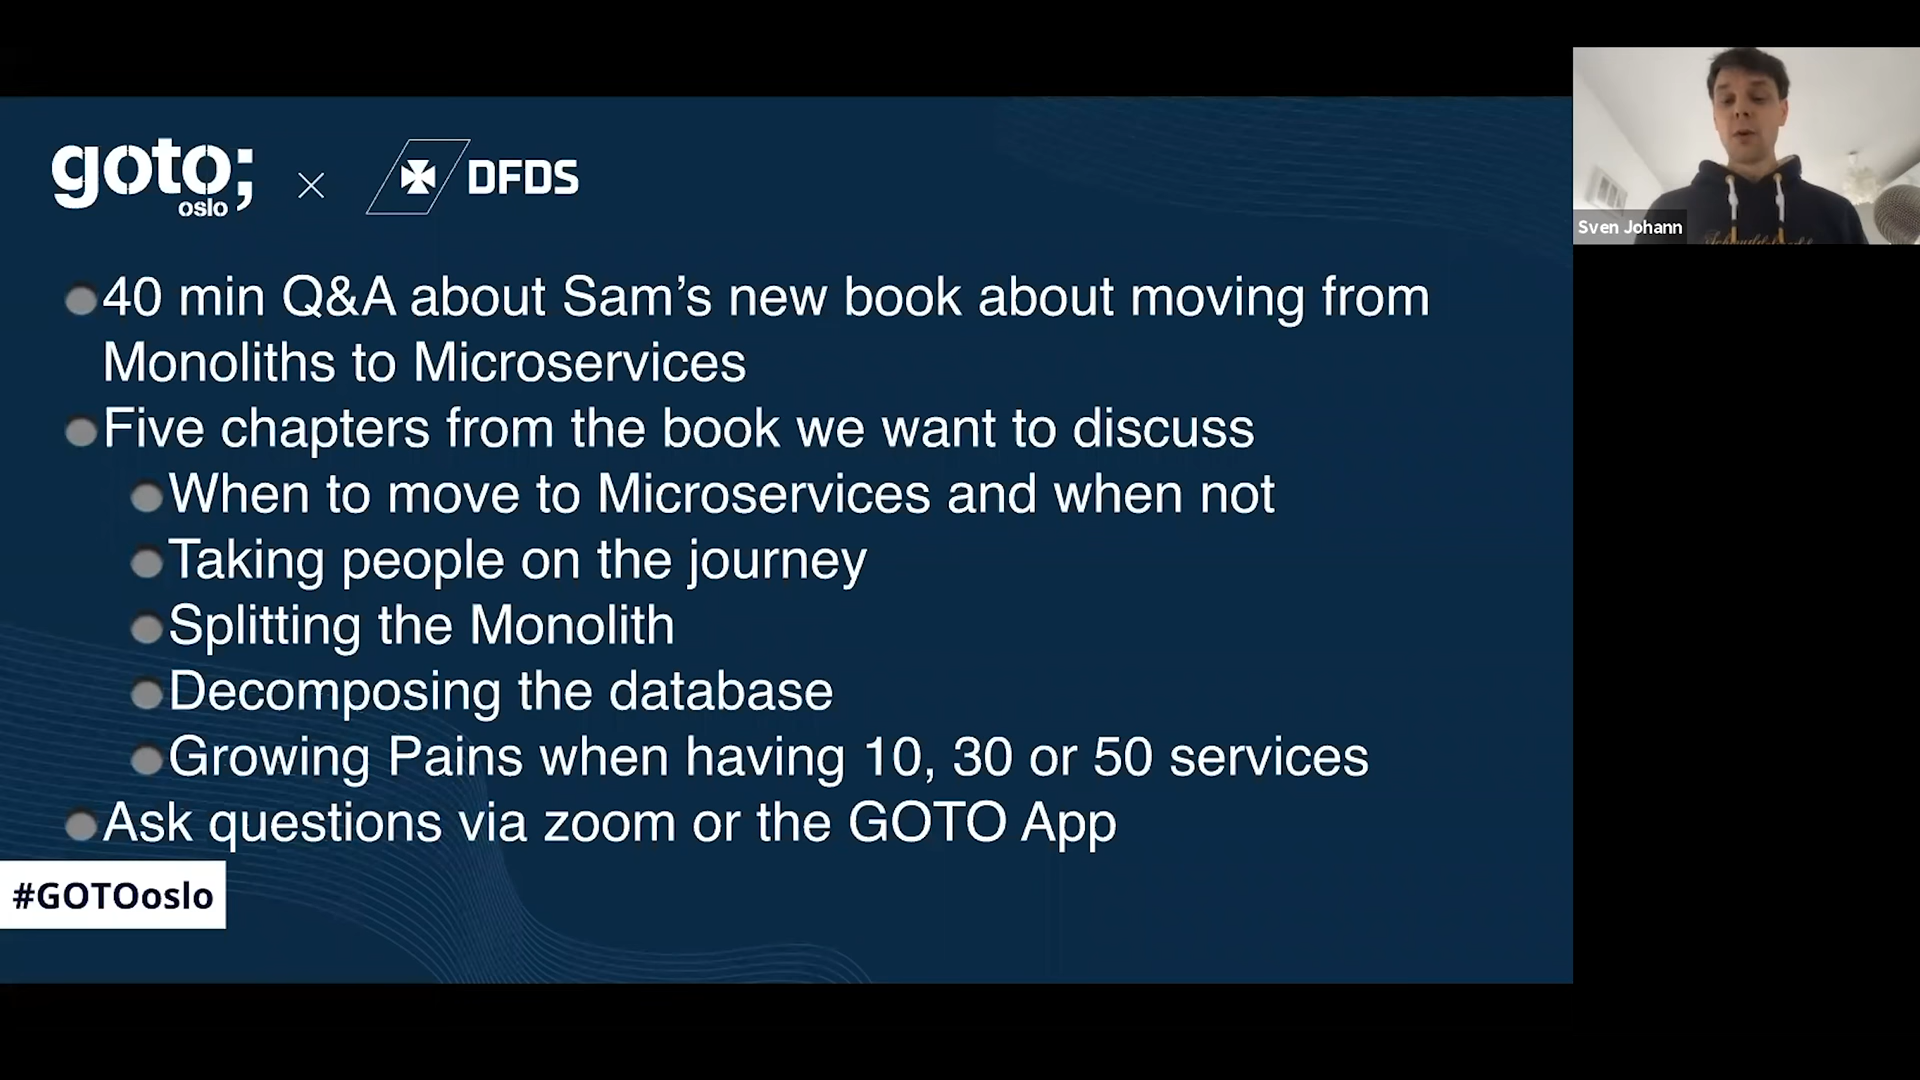 goto;
oslo
DFDS
40 min Q&A about Sam’s new book about moving from
Monoliths to Microservices
Five chapters from the book we want to discuss
When to move to Microservices and when not
Taking people on the journey
Splitting the Monolith
Decomposing the database
Growing Pains when having 10, 30 or 50 services
Ask questions via zoom or the GOTO App
#GOTOoslo
Sven Johann